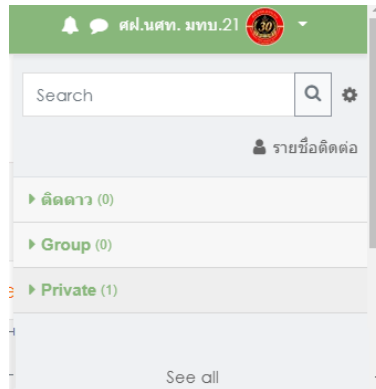 ศฝ.นศท. มทบ.21
30
Search
รายชื่อติดต่อ
ติดดาว (0)
Group (0)
Private (1)
See all